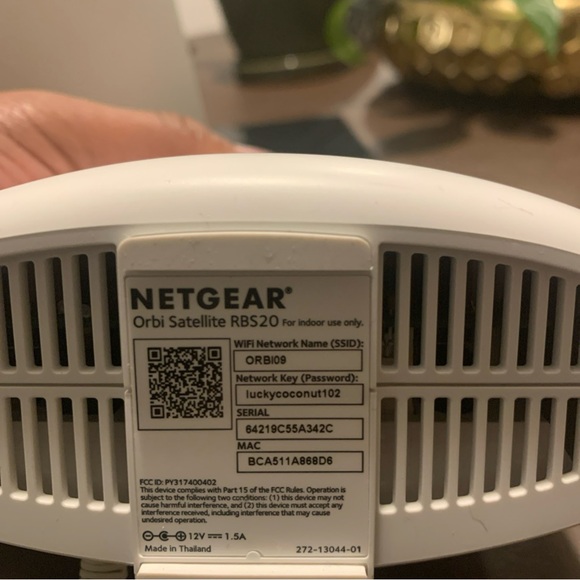 NETGEAR®
Orbi Satellite RBS20 For indoor use only.
WiFi Network Name (SSID):
ORBI09
Network Key (Password):
luckycoconut102
SERIAL
64219C55A342C
MAC
BCA511A868D6
FCC ID: PY317400402
This device complies with Part 15 of the FCC Rules. Operation is
subject to the following two conditions: (1) this device may not
cause harmful interference, and (2) this device must accept any
interference received, including interference that may cause
undesired operation.
12V ⎓ 1.5A
Made in Thailand
272-13044-01